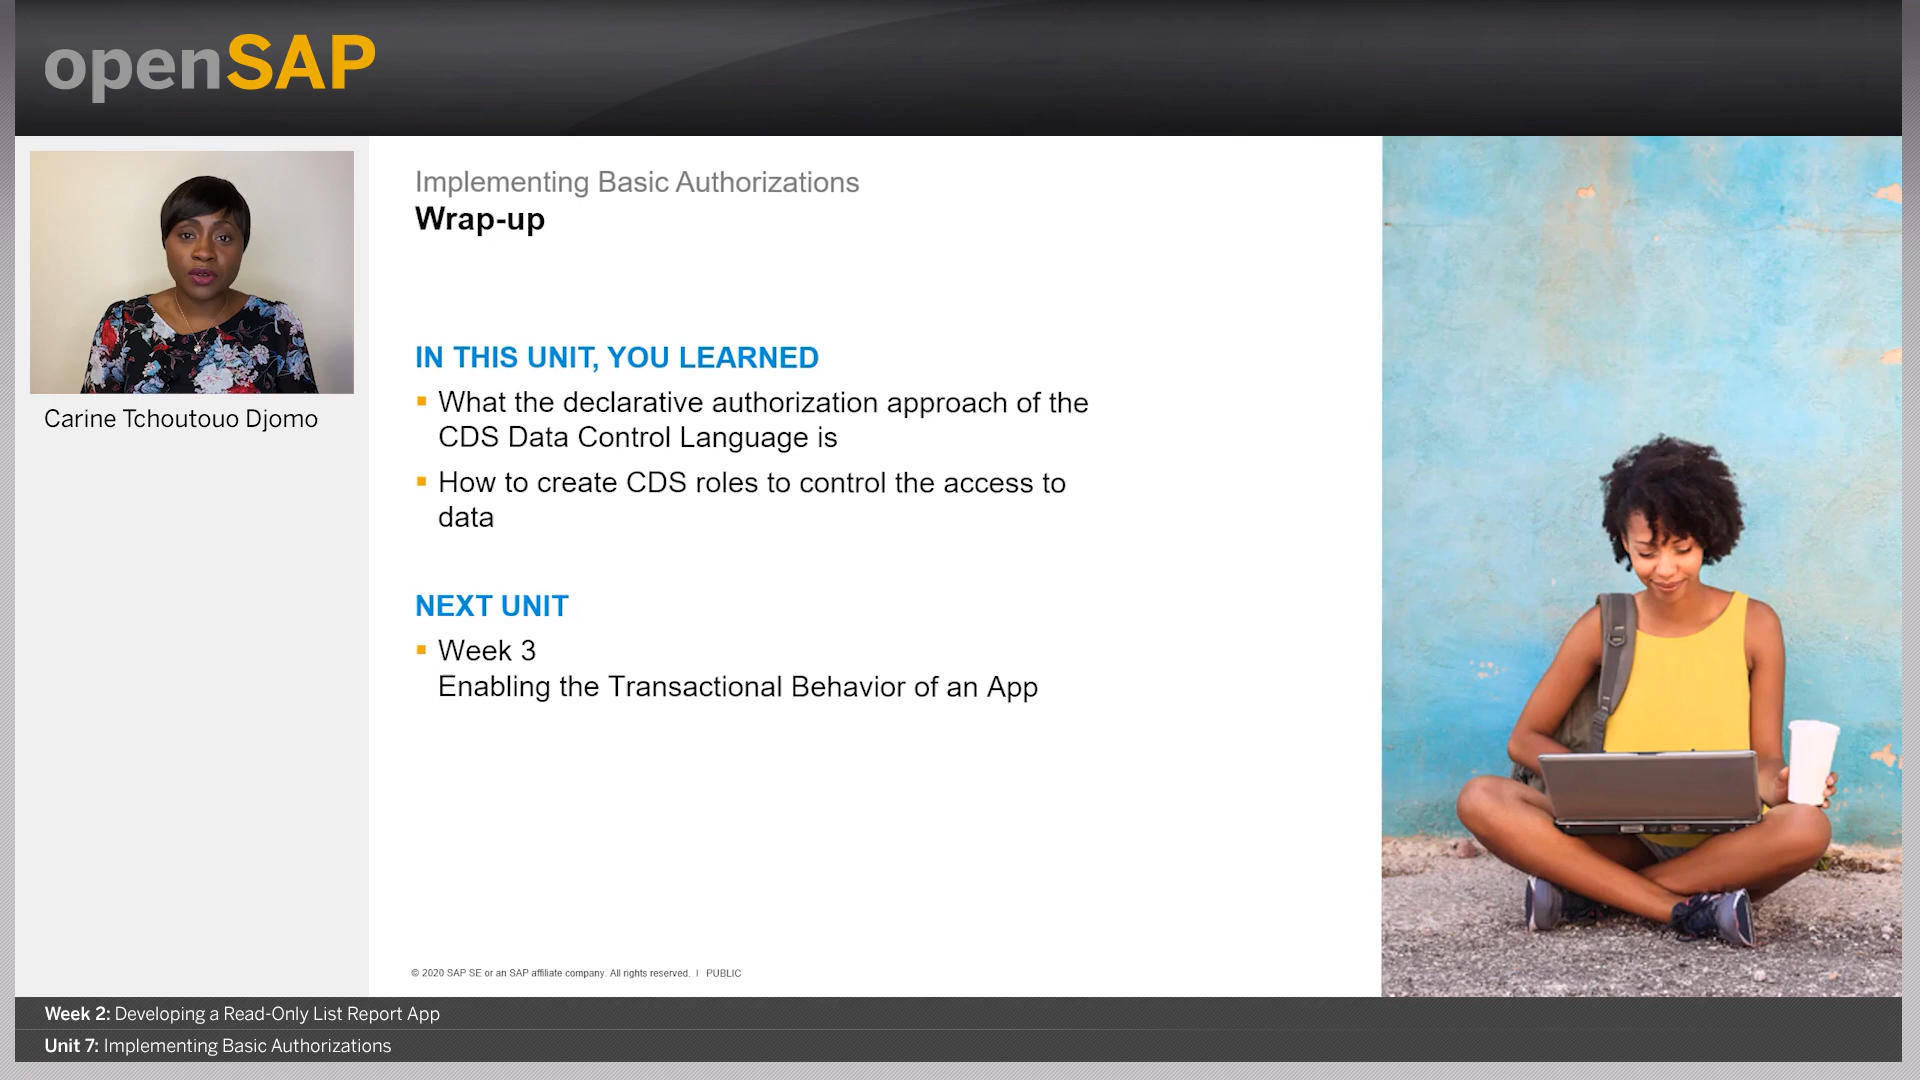 openSAP
Carine Tchoutouo Djomo
Implementing Basic Authorizations
Wrap-up
IN THIS UNIT, YOU LEARNED
▪ What the declarative authorization approach of the
CDS Data Control Language is
▪ How to create CDS roles to control the access to
data
NEXT UNIT
▪ Week 3
Enabling the Transactional Behavior of an App
© 2020 SAP SE or an SAP affiliate company. All rights reserved. I PUBLIC
Week 2: Developing a Read-Only List Report App
Unit 7: Implementing Basic Authorizations